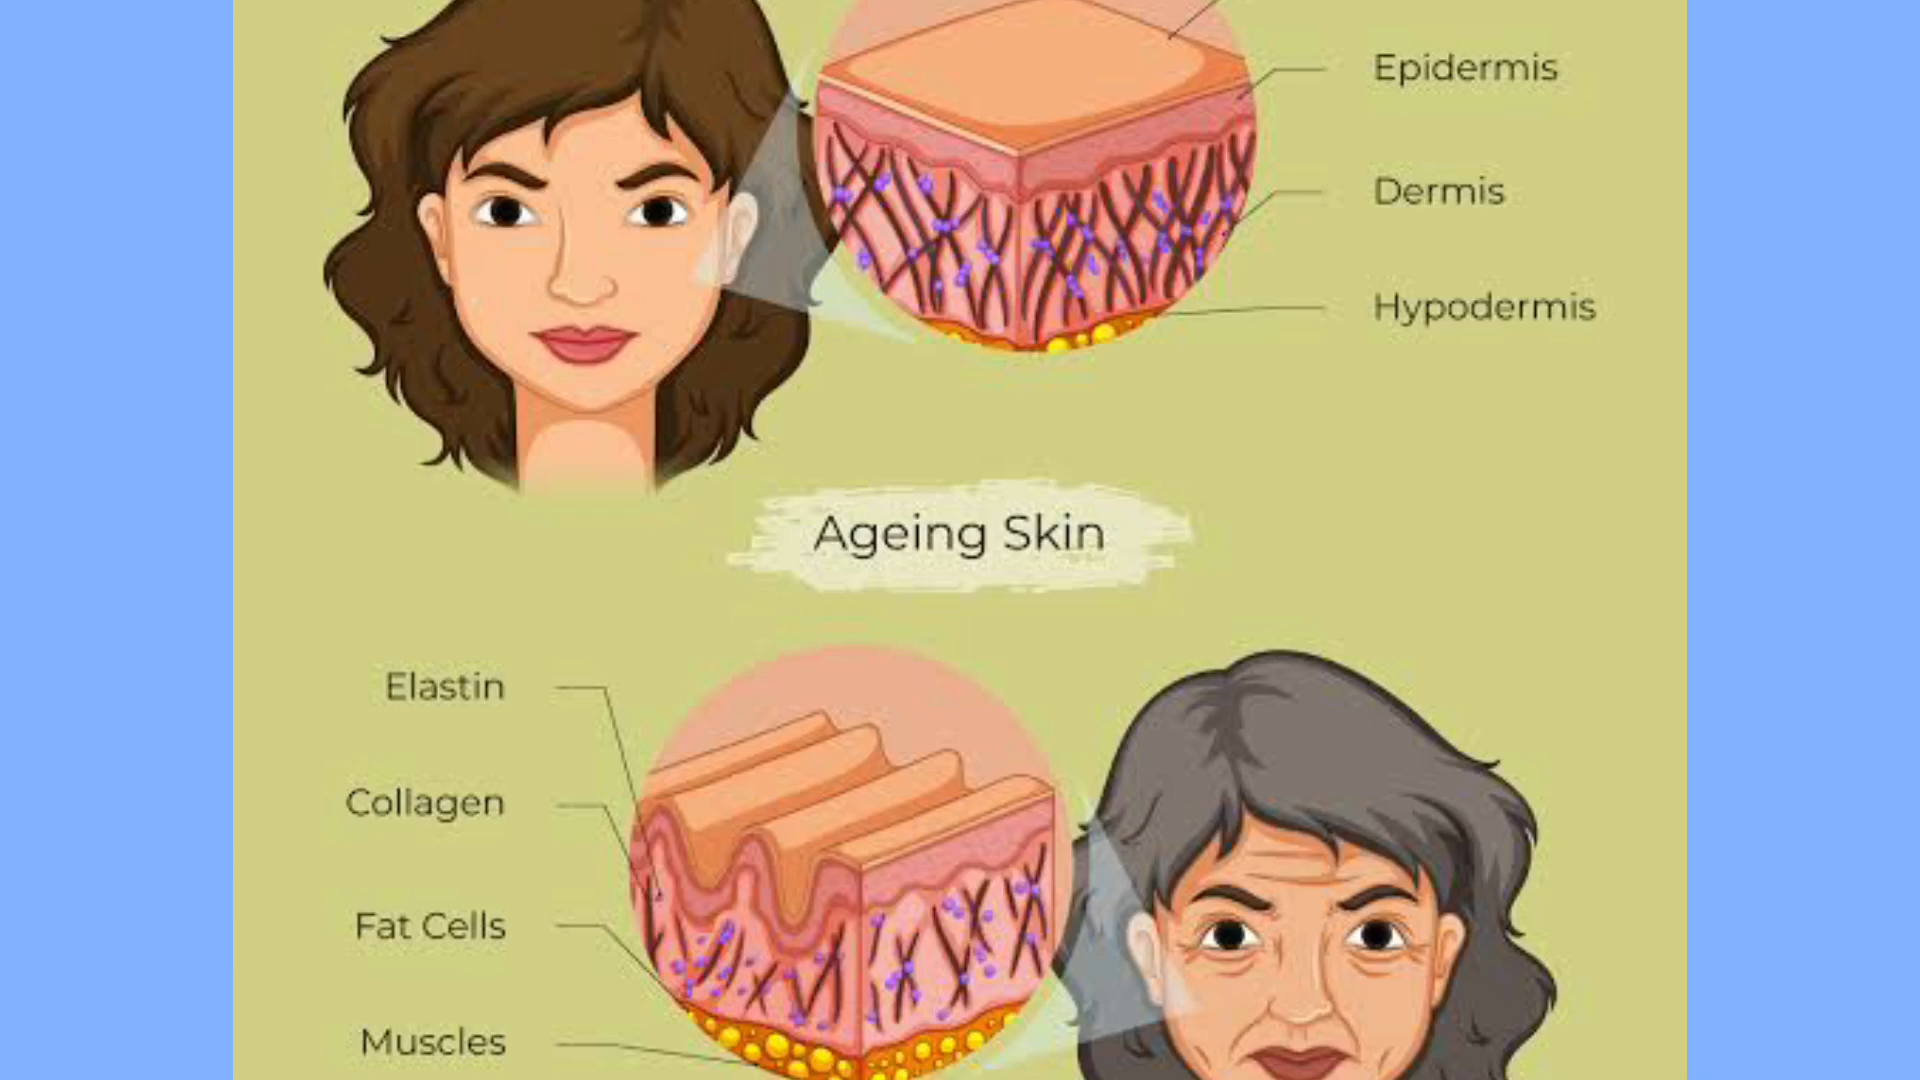 Epidermis
Dermis
Hypodermis
Ageing Skin
Elastin
Collagen
Fat Cells
Muscles